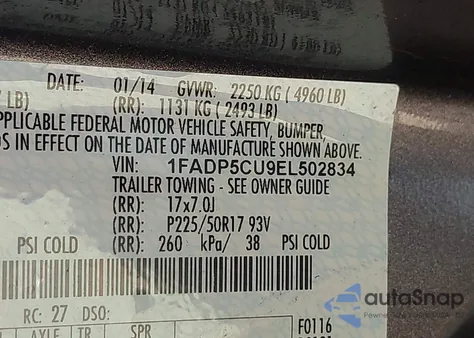 DATE: 01/14 GVWR: 2250 KG ( 4960 LB)
LB) (RR): 1131 KG ( 2493 LB)
APPLICABLE FEDERAL MOTOR VEHICLE SAFETY, BUMPER,
S IN EFFECT ON THE DATE OF MANUFACTURE SHOWN ABOVE.
VIN: 1FADP5CU9EL502834
TRAILER TOWING - SEE OWNER GUIDE
(RR): 17x7.0J
(RR): P225/50R17 93V
PSI COLD (RR): 260 kPa/ 38 PSI COLD
RC: 27 DSO:
AXLE TR SPR F0116
autoSnap